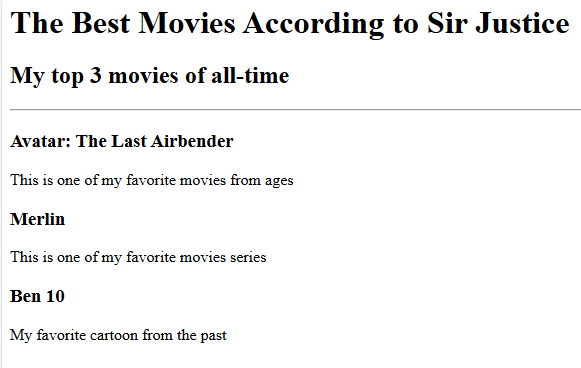 The Best Movies According to Sir Justice
My top 3 movies of all-time
Avatar: The Last Airbender
This is one of my favorite movies from ages
Merlin
This is one of my favorite movies series
Ben 10
My favorite cartoon from the past